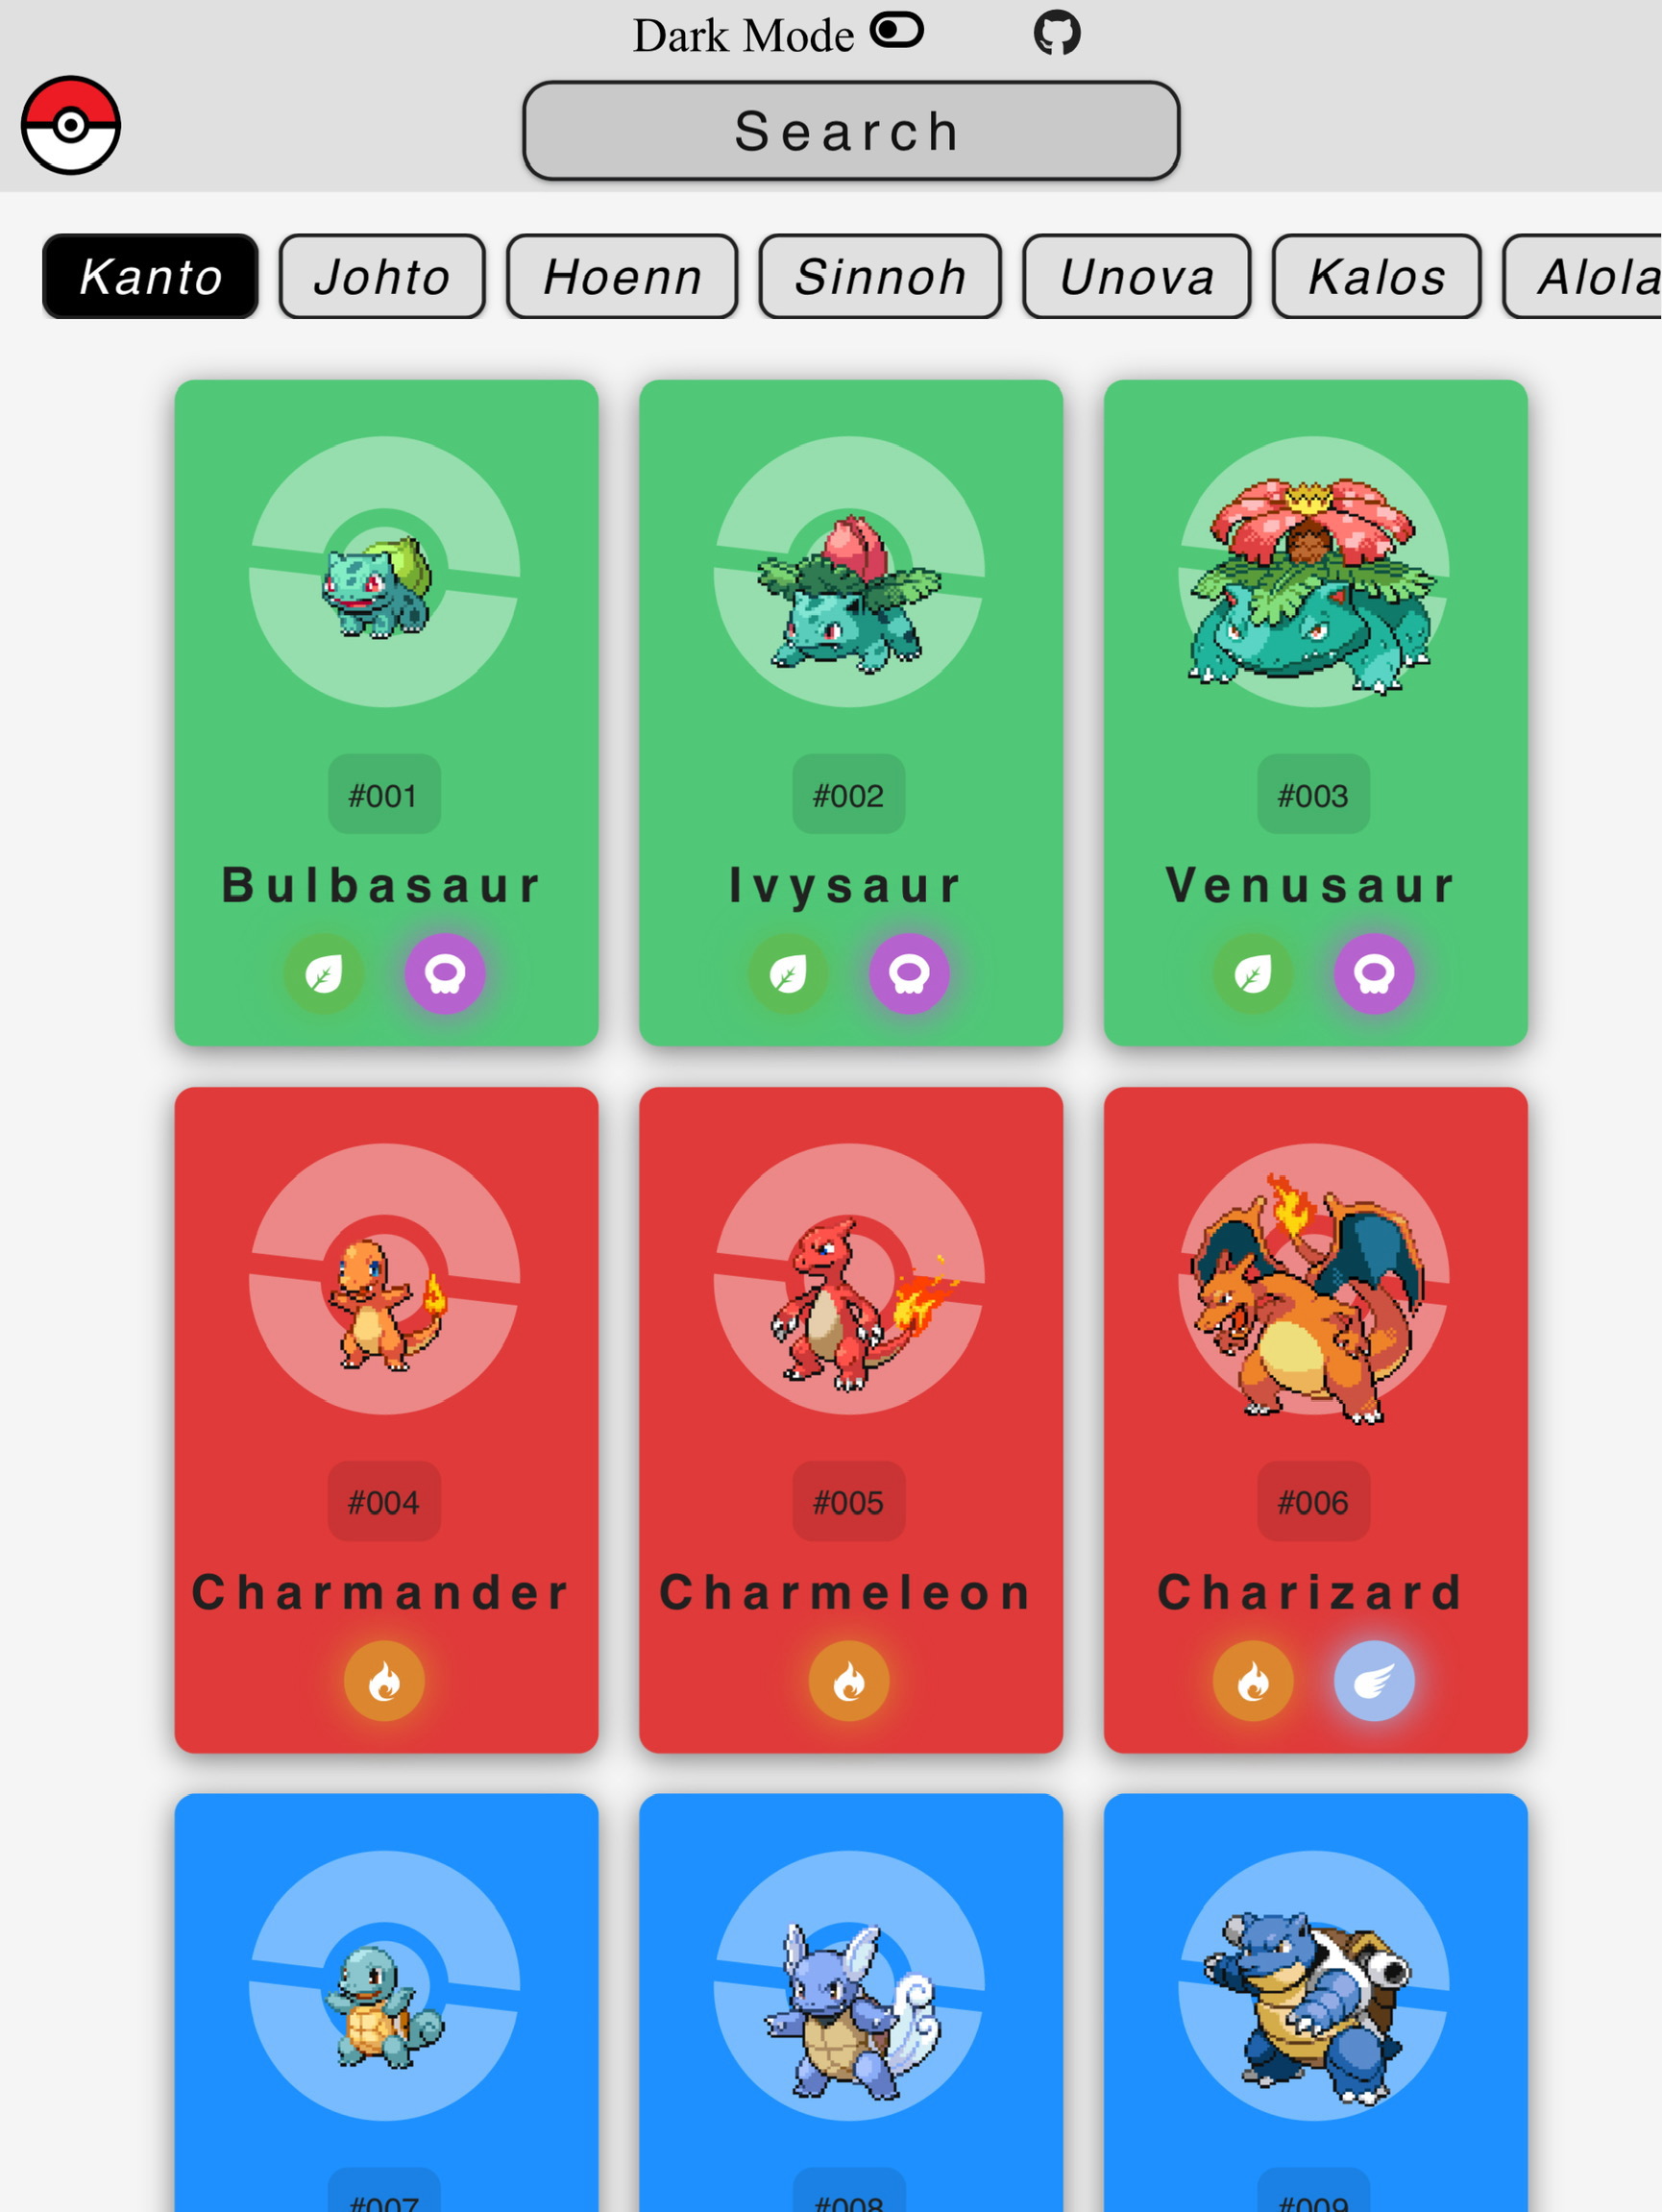 Dark Mode
Search
Kanto Johto Hoenn Sinnoh Unova Kalos Alola
#001 #002 #003
Bulbasaur Ivysaur Venusaur
#004 #005 #006
Charmander Charmeleon Charizard
#007 #008 #009